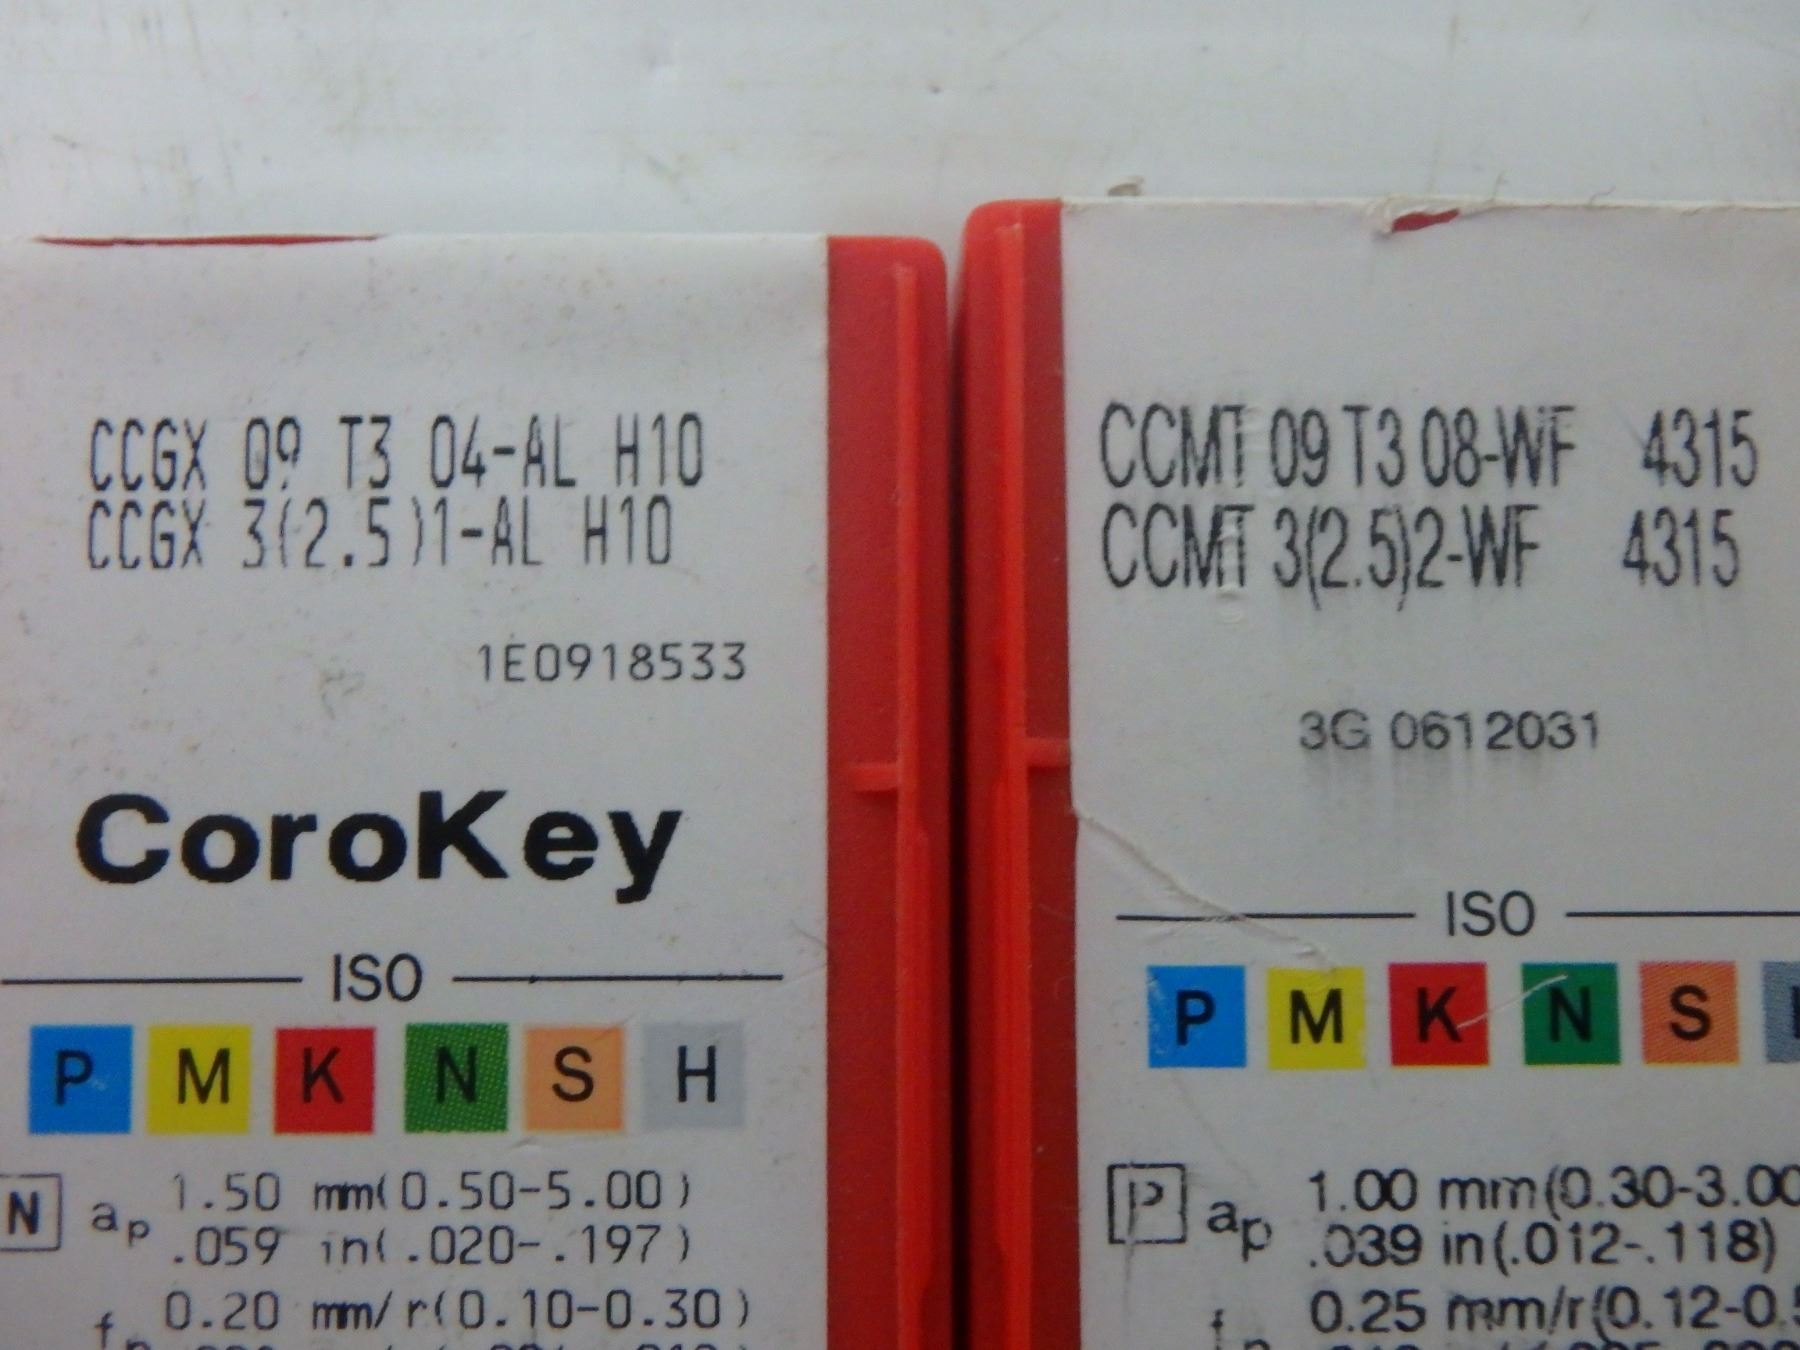 CCGX 09 T3 04-AL H10
CCGX 3(2.5)1-AL H10
1E0918533
CoroKey
ISO
P M K N S H
N ap 1.50 mm(0.50-5.00)
.059 in(.020-.197)
0.20 mm/r(0.10-0.30)
CCMT 09 T3 08-WF 4315
CCMT 3(2.5)2-WF 4315
3G 0612031
ISO
P M K N S
P ap 1.00 mm(0.30-3.00
.039 in(.012-.118)
0.25 mm/r(0.12-0.